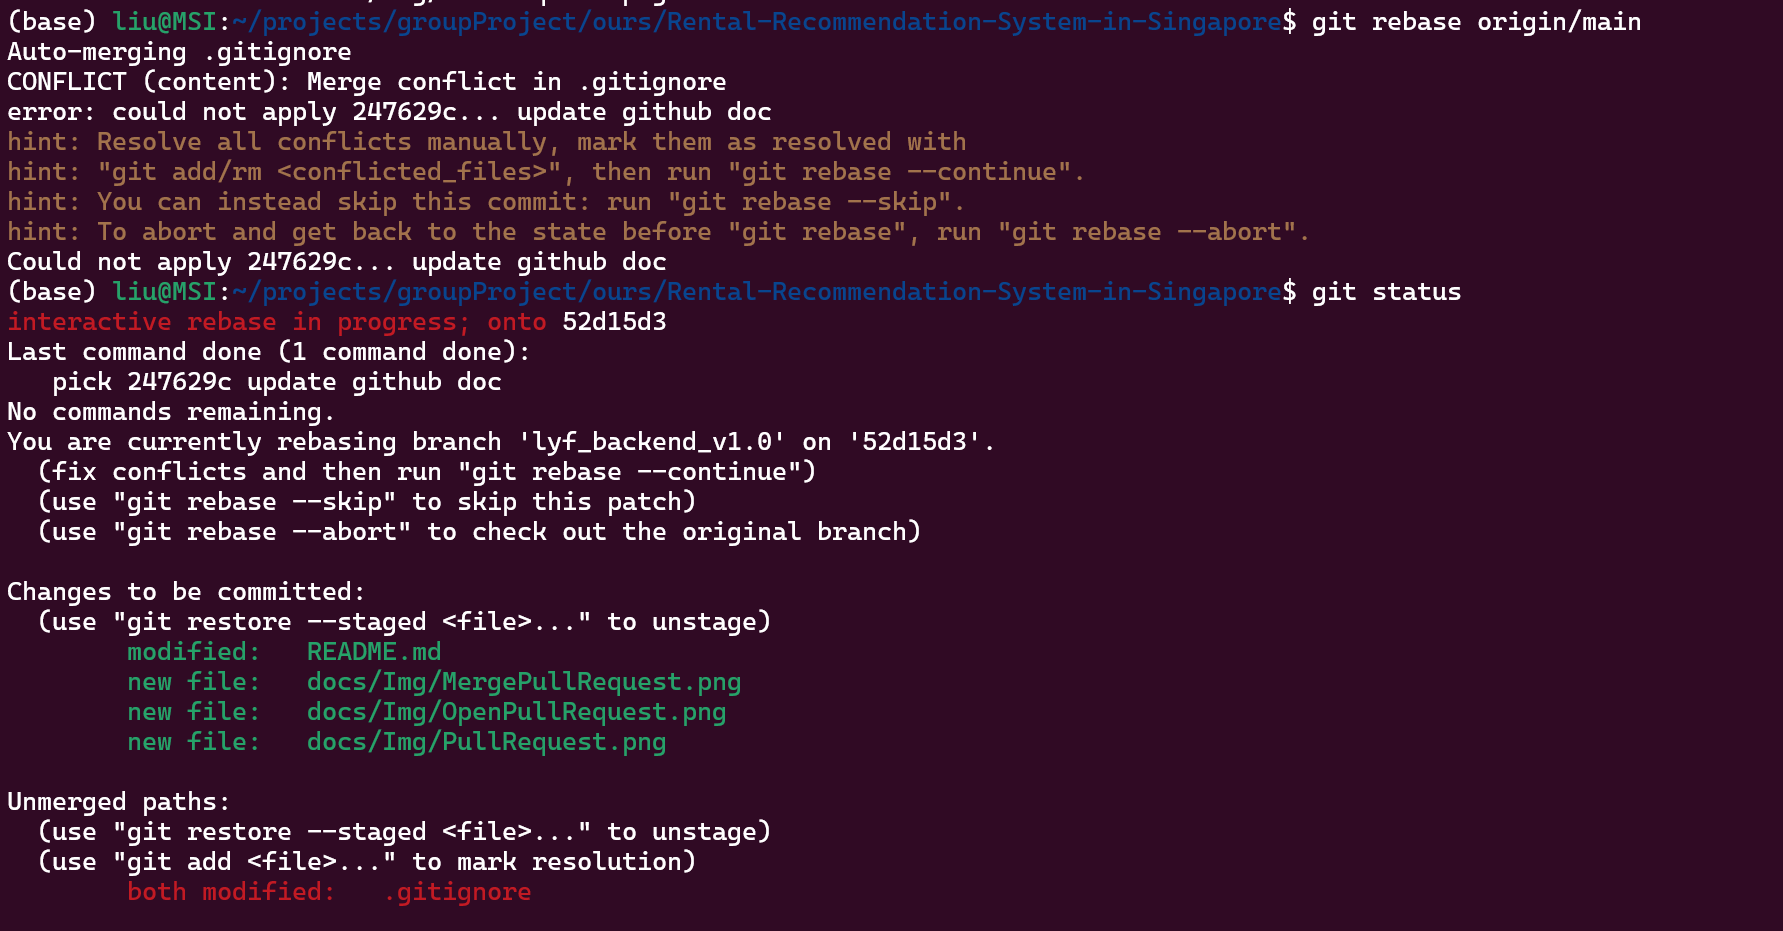 (base) liu@MSI:~/projects/groupProject/ours/Rental-Recommendation-System-in-Singapore$ git rebase origin/main
Auto-merging .gitignore
CONFLICT (content): Merge conflict in .gitignore
error: could not apply 247629c... update github doc
hint: Resolve all conflicts manually, mark them as resolved with
hint: "git add/rm <conflicted_files>", then run "git rebase --continue".
hint: You can instead skip this commit: run "git rebase --skip".
hint: To abort and get back to the state before "git rebase", run "git rebase --abort".
Could not apply 247629c... update github doc
(base) liu@MSI:~/projects/groupProject/ours/Rental-Recommendation-System-in-Singapore$ git status
interactive rebase in progress; onto 52d15d3
Last command done (1 command done):
   pick 247629c update github doc
No commands remaining.
You are currently rebasing branch 'lyf_backend_v1.0' on '52d15d3'.
  (fix conflicts and then run "git rebase --continue")
  (use "git rebase --skip" to skip this patch)
  (use "git rebase --abort" to check out the original branch)
Changes to be committed:
  (use "git restore --staged <file>..." to unstage)
        modified:   README.md
        new file:   docs/Img/MergePullRequest.png
        new file:   docs/Img/OpenPullRequest.png
        new file:   docs/Img/PullRequest.png
Unmerged paths:
  (use "git restore --staged <file>..." to unstage)
  (use "git add <file>..." to mark resolution)
        both modified:   .gitignore